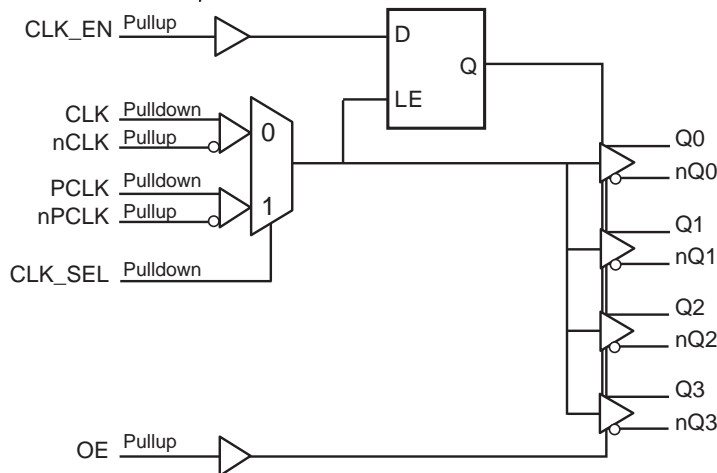 CLK_EN Pullup
D
Q
LE
CLK Pulldown
nCLK Pullup
0
PCLK Pulldown
nPCLK Pullup
1
CLK_SEL Pulldown
Q0
nQ0
Q1
nQ1
Q2
nQ2
Q3
nQ3
OE Pullup